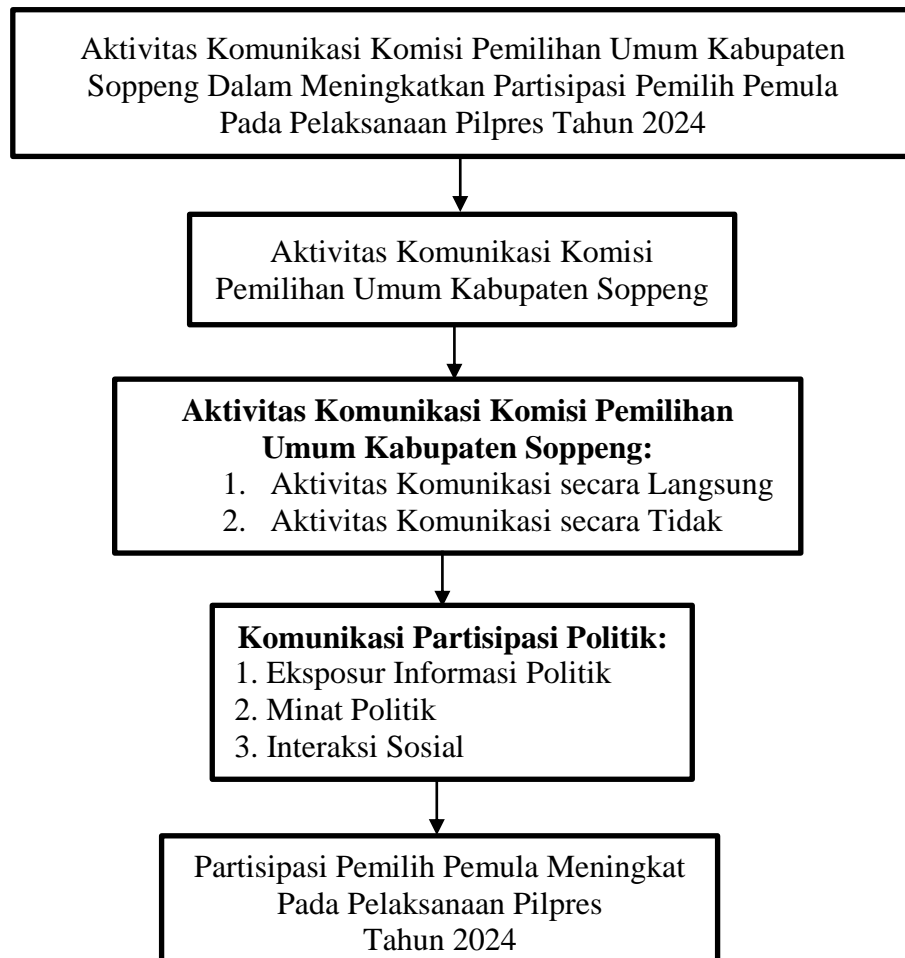 Aktivitas Komunikasi Komisi Pemilihan Umum Kabupaten
Soppeng Dalam Meningkatkan Partisipasi Pemilih Pemula
Pada Pelaksanaan Pilpres Tahun 2024
Aktivitas Komunikasi Komisi
Pemilihan Umum Kabupaten Soppeng
Aktivitas Komunikasi Komisi Pemilihan
Umum Kabupaten Soppeng:
1. Aktivitas Komunikasi secara Langsung
2. Aktivitas Komunikasi secara Tidak
Komunikasi Partisipasi Politik:
1. Eksposur Informasi Politik
2. Minat Politik
3. Interaksi Sosial
Partisipasi Pemilih Pemula Meningkat
Pada Pelaksanaan Pilpres
Tahun 2024